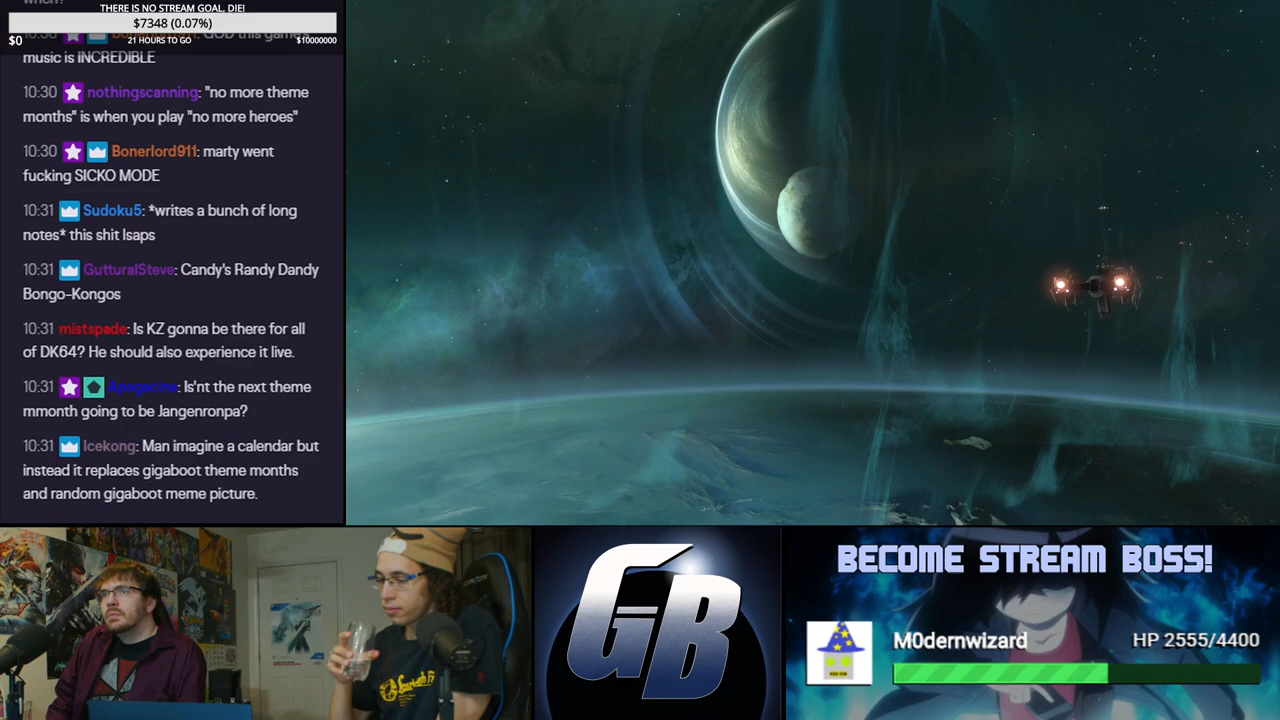 when?
THERE IS NO STREAM GOAL. DIE!
$7348 (0.07%)
$0
21 HOURS TO GO
$10000000
10:30 GOD this game's
music is INCREDIBLE
10:30 nothingscanning: "no more theme
months" is when you play "no more heroes"
10:30 Bonerlord911: marty went
fucking SICKO MODE
10:31 Sudoku5: *writes a bunch of long
notes* this shit lsaps
10:31 GutturalSteve: Candy's Randy Dandy
Bongo-Kongos
10:31 mistspade: Is KZ gonna be there for all
of DK64? He should also experience it live.
10:31 Is'nt the next theme
mmonth going to be Jangenronpa?
10:31 Icekong: Man imagine a calendar but
instead it replaces gigaboot theme months
and random gigaboot meme picture.
GB
BECOME STREAM BOSS!
M0dernwizard
HP 2555/4400